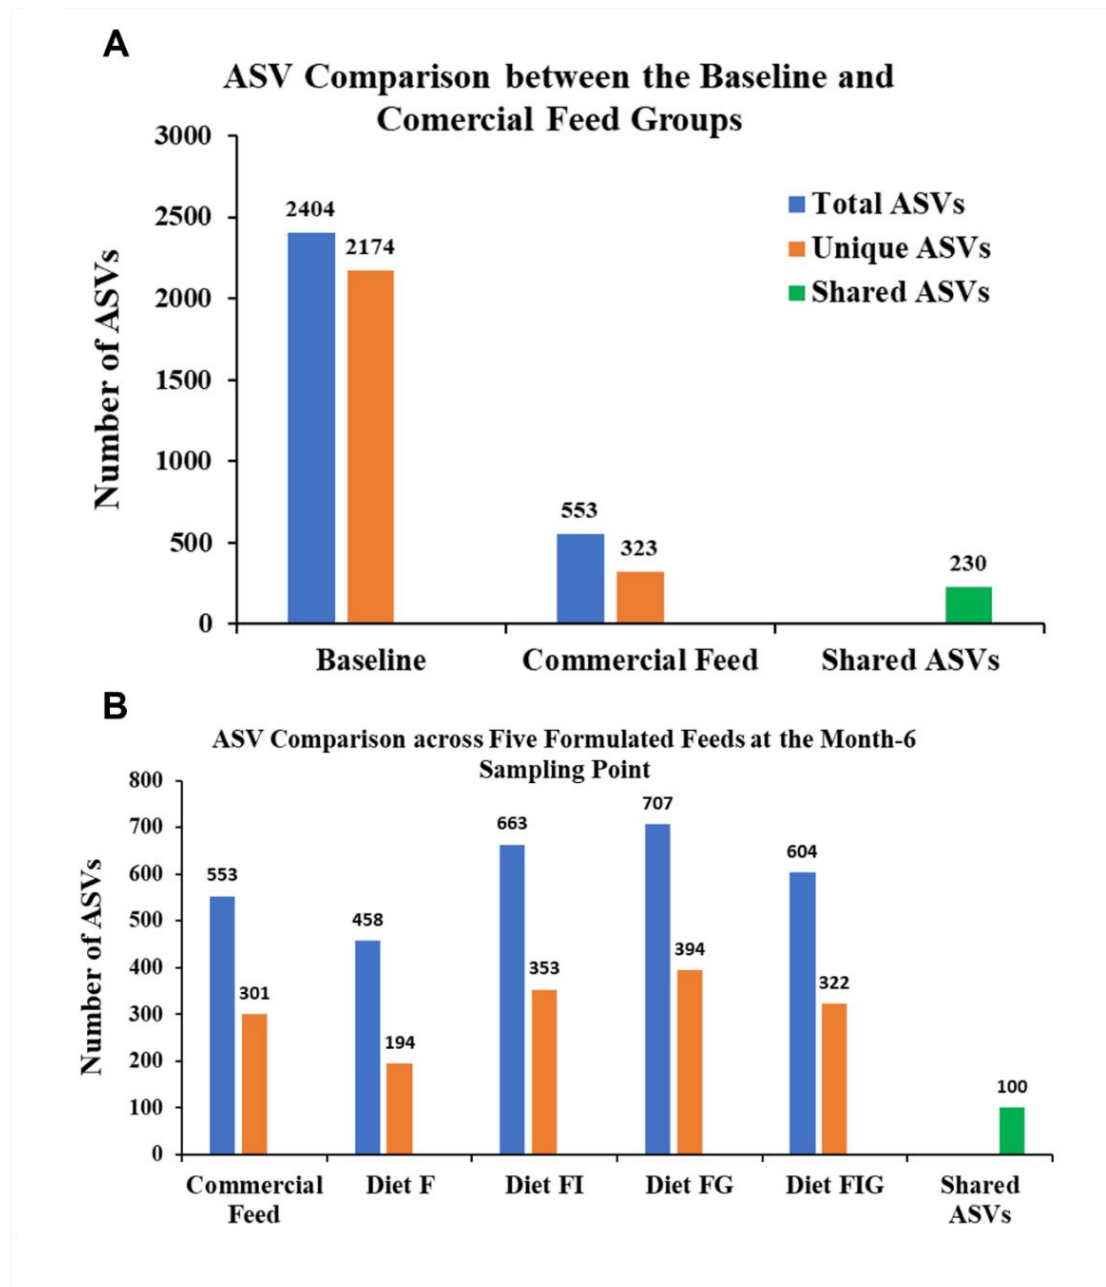 A
ASV Comparison between the Baseline and
Comercial Feed Groups
3000
2500
2000
1500
1000
500
0
Number of ASVs
2404
2174
553
323
230
Total ASVs
Unique ASVs
Shared ASVs
Baseline
Commercial Feed
Shared ASVs
B
ASV Comparison across Five Formulated Feeds at the Month-6
Sampling Point
800
700
600
500
400
300
200
100
0
Number of ASVs
553
301
458
194
663
353
707
394
604
322
100
Commercial
Feed
Diet F
Diet FI
Diet FG
Diet FIG
Shared
ASVs